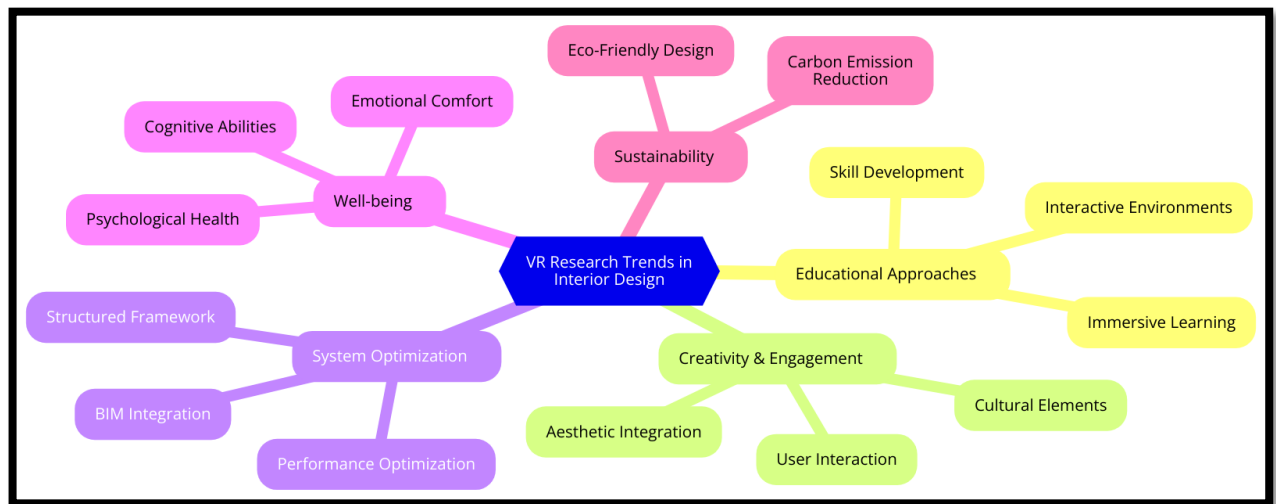 VR Research Trends in
Interior Design
Sustainability
Eco-Friendly Design
Carbon Emission
Reduction
Educational Approaches
Skill Development
Interactive Environments
Immersive Learning
Creativity & Engagement
Cultural Elements
User Interaction
Aesthetic Integration
System Optimization
Structured Framework
BIM Integration
Performance Optimization
Well-being
Emotional Comfort
Cognitive Abilities
Psychological Health